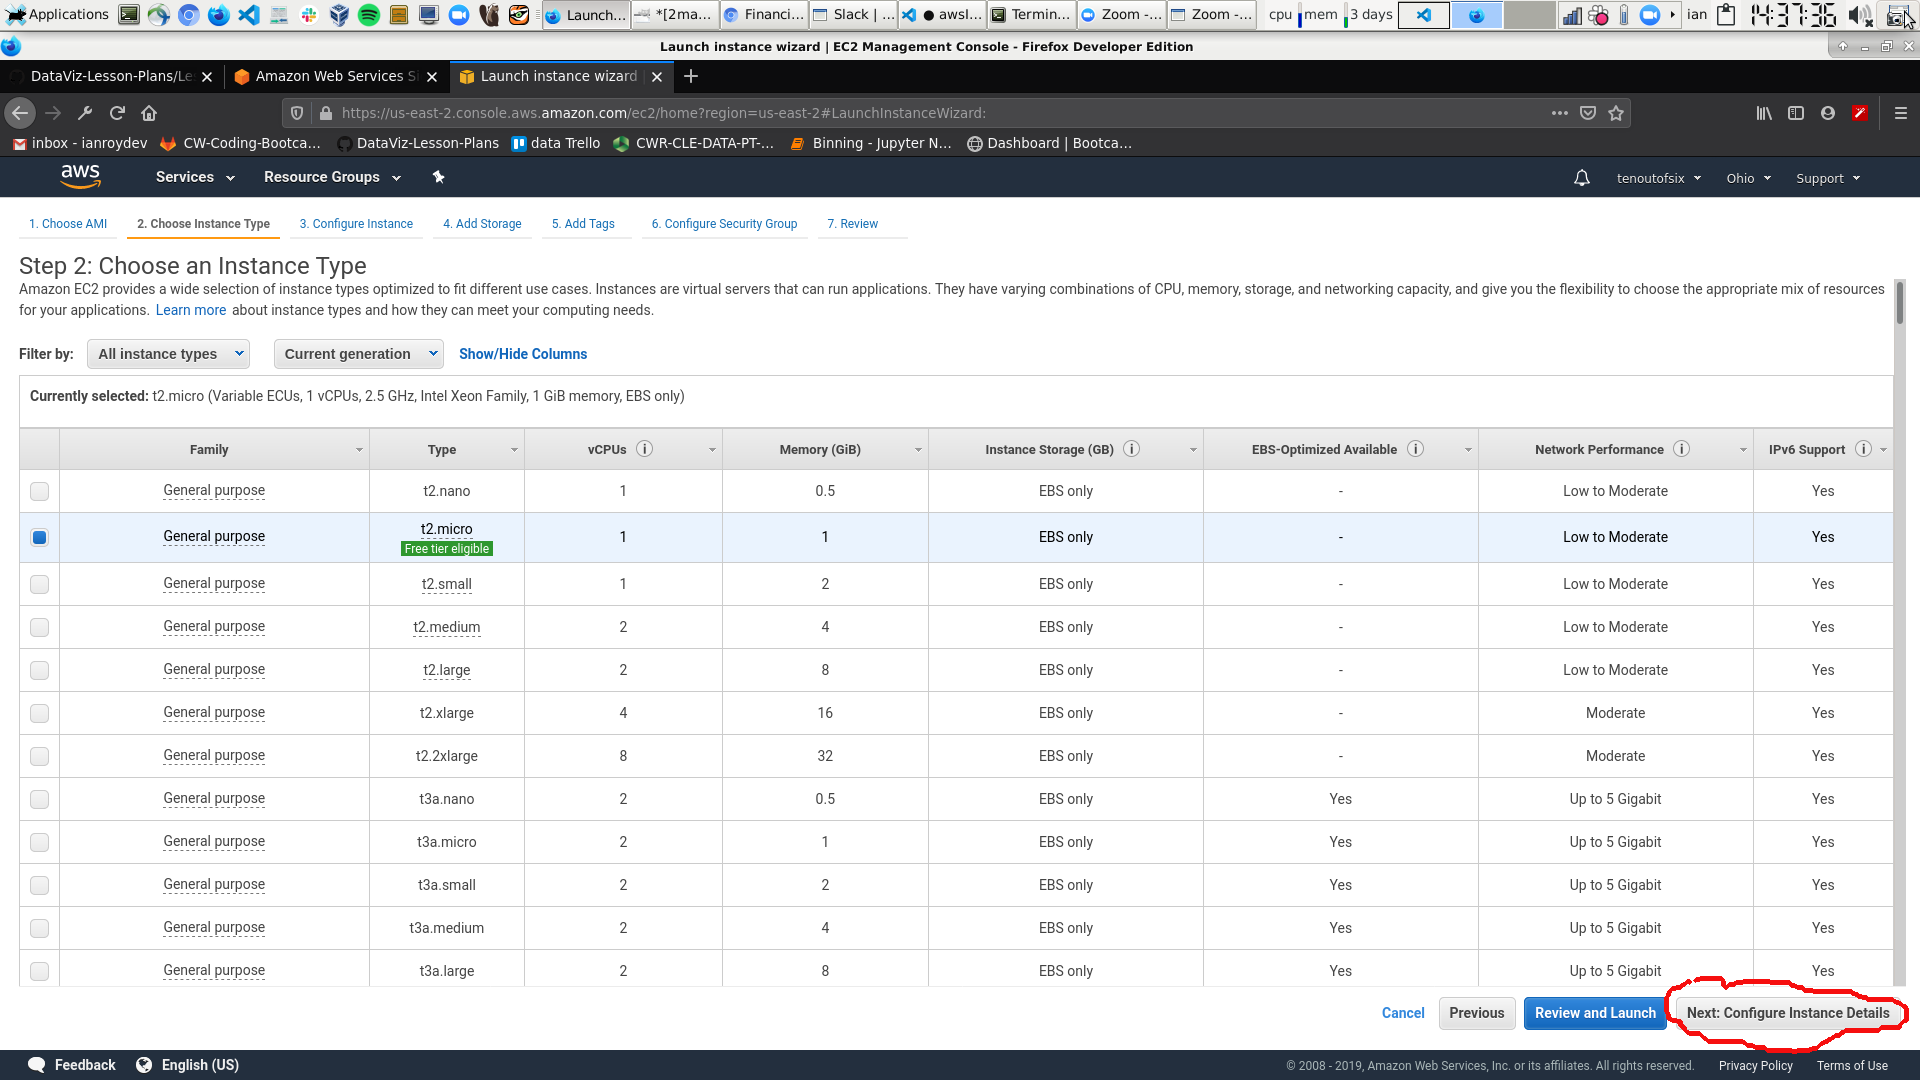 Applications Launch... *[2ma... Financi... Slack | ... ● awsl... Termin... Zoom -... Zoom -... cpu mem 3 days ian 14:37:36
Launch instance wizard | EC2 Management Console - Firefox Developer Edition
DataViz-Lesson-Plans/Le Amazon Web Services S Launch instance wizard
https://us-east-2.console.aws.amazon.com/ec2/home?region=us-east-2#LaunchInstanceWizard:
inbox - ianroydev CW-Coding-Bootca... DataViz-Lesson-Plans data Trello CWR-CLE-DATA-PT-... Binning - Jupyter N... Dashboard | Bootca...
aws Services Resource Groups tenoutofsix Ohio Support
1. Choose AMI 2. Choose Instance Type 3. Configure Instance 4. Add Storage 5. Add Tags 6. Configure Security Group 7. Review
Step 2: Choose an Instance Type
Amazon EC2 provides a wide selection of instance types optimized to fit different use cases. Instances are virtual servers that can run applications. They have varying combinations of CPU, memory, storage, and networking capacity, and give you the flexibility to choose the appropriate mix of resources
for your applications. Learn more about instance types and how they can meet your computing needs.
Filter by: All instance types Current generation Show/Hide Columns
Currently selected: t2.micro (Variable ECUs, 1 vCPUs, 2.5 GHz, Intel Xeon Family, 1 GiB memory, EBS only)
Family Type vCPUs Memory (GiB) Instance Storage (GB) EBS-Optimized Available Network Performance IPv6 Support
General purpose t2.nano 1 0.5 EBS only - Low to Moderate Yes
General purpose t2.micro 1 1 EBS only - Low to Moderate Yes
Free tier eligible
General purpose t2.small 1 2 EBS only - Low to Moderate Yes
General purpose t2.medium 2 4 EBS only - Low to Moderate Yes
General purpose t2.large 2 8 EBS only - Low to Moderate Yes
General purpose t2.xlarge 4 16 EBS only - Moderate Yes
General purpose t2.2xlarge 8 32 EBS only - Moderate Yes
General purpose t3a.nano 2 0.5 EBS only Yes Up to 5 Gigabit Yes
General purpose t3a.micro 2 1 EBS only Yes Up to 5 Gigabit Yes
General purpose t3a.small 2 2 EBS only Yes Up to 5 Gigabit Yes
General purpose t3a.medium 2 4 EBS only Yes Up to 5 Gigabit Yes
General purpose t3a.large 2 8 EBS only Yes Up to 5 Gigabit Yes
Cancel Previous Review and Launch Next: Configure Instance Details
Feedback English (US) © 2008 - 2019, Amazon Web Services, Inc. or its affiliates. All rights reserved. Privacy Policy Terms of Use